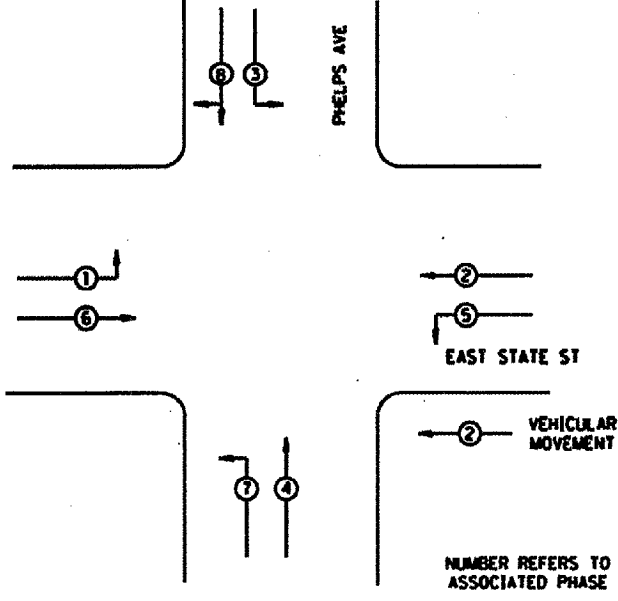 8 3
PHELPS AVE
1
6
2
5
EAST STATE ST
2 VEHICULAR
MOVEMENT
7 4
NUMBER REFERS TO
ASSOCIATED PHASE